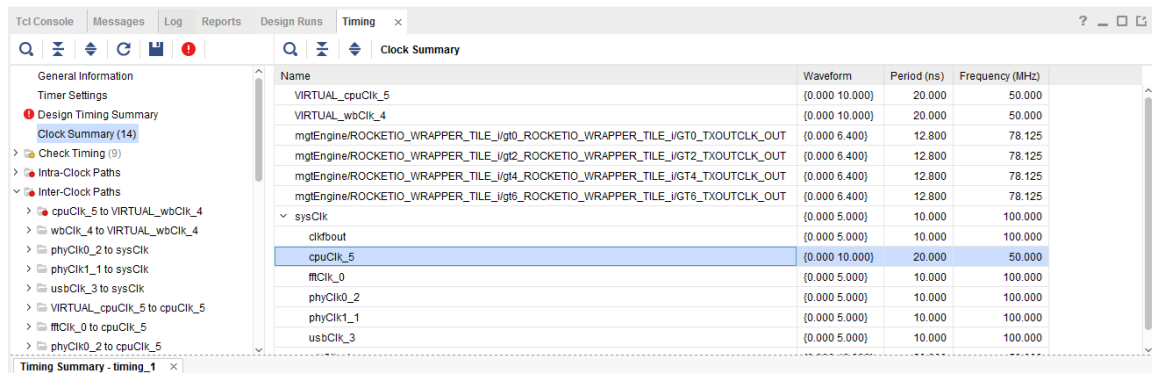 Tcl Console Messages Log Reports Design Runs Timing × ?
Clock Summary
General Information
Timer Settings
Design Timing Summary
Clock Summary (14)
Check Timing (9)
Intra-Clock Paths
Inter-Clock Paths
cpuClk_5 to VIRTUAL_wbClk_4
wbClk_4 to VIRTUAL_wbClk_4
phyClk0_2 to sysClk
phyClk1_1 to sysClk
usbClk_3 to sysClk
VIRTUAL_cpuClk_5 to cpuClk_5
fftClk_0 to cpuClk_5
phyClk0_2 to cpuClk_5
Name Waveform Period (ns) Frequency (MHz)
VIRTUAL_cpuClk_5 {0.000 10.000} 20.000 50.000
VIRTUAL_wbClk_4 {0.000 10.000} 20.000 50.000
mgtEngine/ROCKETIO_WRAPPER_TILE_i/gt0_ROCKETIO_WRAPPER_TILE_i/GT0_TXOUTCLK_OUT {0.000 6.400} 12.800 78.125
mgtEngine/ROCKETIO_WRAPPER_TILE_i/gt2_ROCKETIO_WRAPPER_TILE_i/GT2_TXOUTCLK_OUT {0.000 6.400} 12.800 78.125
mgtEngine/ROCKETIO_WRAPPER_TILE_i/gt4_ROCKETIO_WRAPPER_TILE_i/GT4_TXOUTCLK_OUT {0.000 6.400} 12.800 78.125
mgtEngine/ROCKETIO_WRAPPER_TILE_i/gt6_ROCKETIO_WRAPPER_TILE_i/GT6_TXOUTCLK_OUT {0.000 6.400} 12.800 78.125
sysClk {0.000 5.000} 10.000 100.000
clkfbout {0.000 5.000} 10.000 100.000
cpuClk_5 {0.000 10.000} 20.000 50.000
fftClk_0 {0.000 5.000} 10.000 100.000
phyClk0_2 {0.000 5.000} 10.000 100.000
phyClk1_1 {0.000 5.000} 10.000 100.000
usbClk_3 {0.000 5.000} 10.000 100.000
Timing Summary - timing_1 ×